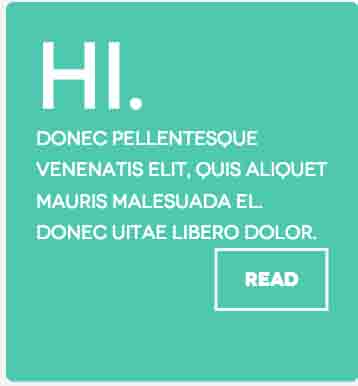 HI.
DONEC PELLENTESQUE
VENENATIS ELIT, QUIS ALIQUET
MAURIS MALESUADA EL.
DONEC UITAE LIBERO DOLOR.
READ